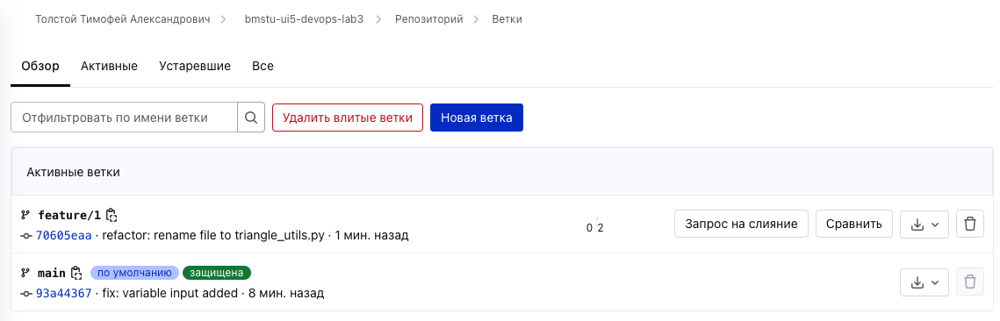 Толстой Тимофей Александрович > bmstu-ui5-devops-lab3 > Репозиторий > Ветки
Обзор Активные Устаревшие Все
Отфильтровать по имени ветки Удалить влитые ветки Новая ветка
Активные ветки
feature/1
0 2 Запрос на слияние Сравнить
70605eaa · refactor: rename file to triangle_utils.py · 1 мин. назад
main по умолчанию защищена
93a44367 · fix: variable input added · 8 мин. назад